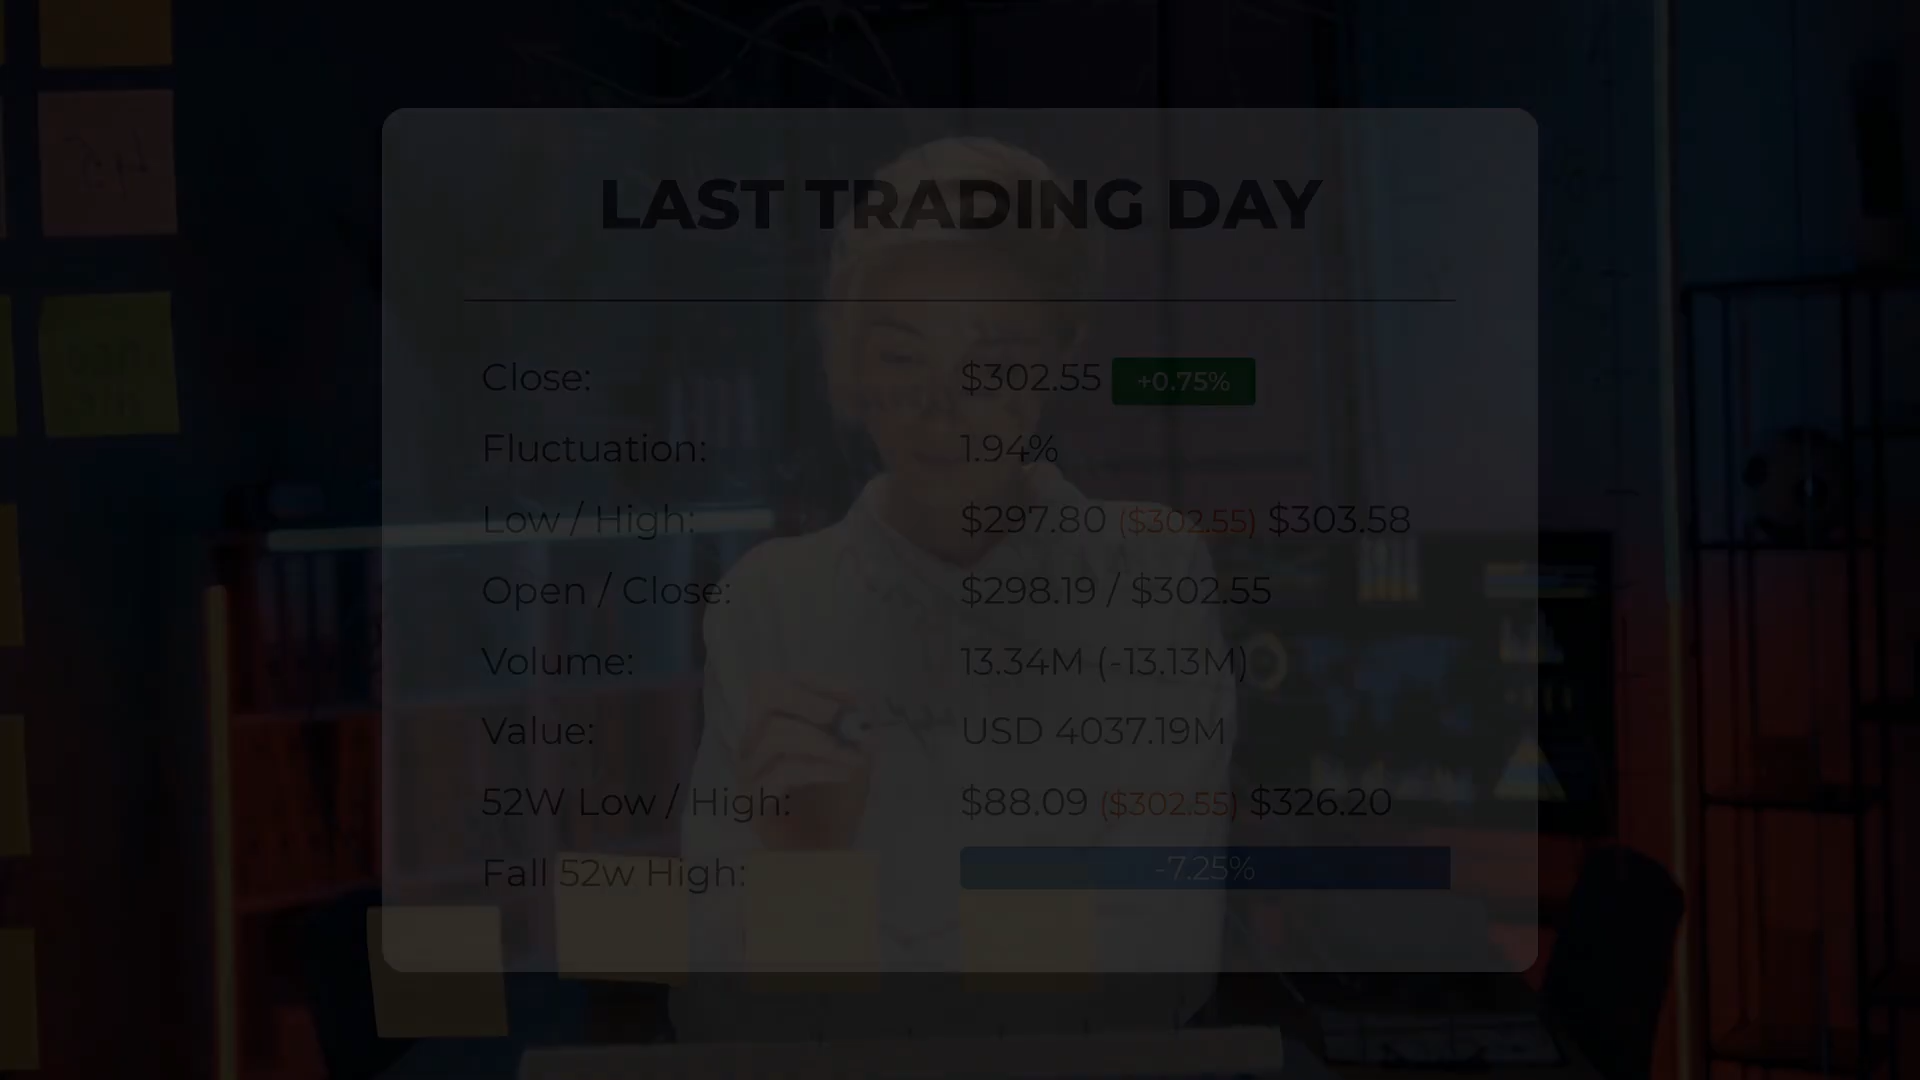 LAST TRADING DAY
Close: $302.55 +0.75%
Fluctuation: 1.94%
Low / High: $297.80 ($302.55) $303.58
Open / Close: $298.19 / $302.55
Volume: 13.34M (-13.13M)
Value: USD 4037.19M
52W Low / High: $88.09 ($302.55) $326.20
Fall 52w High: -7.25%